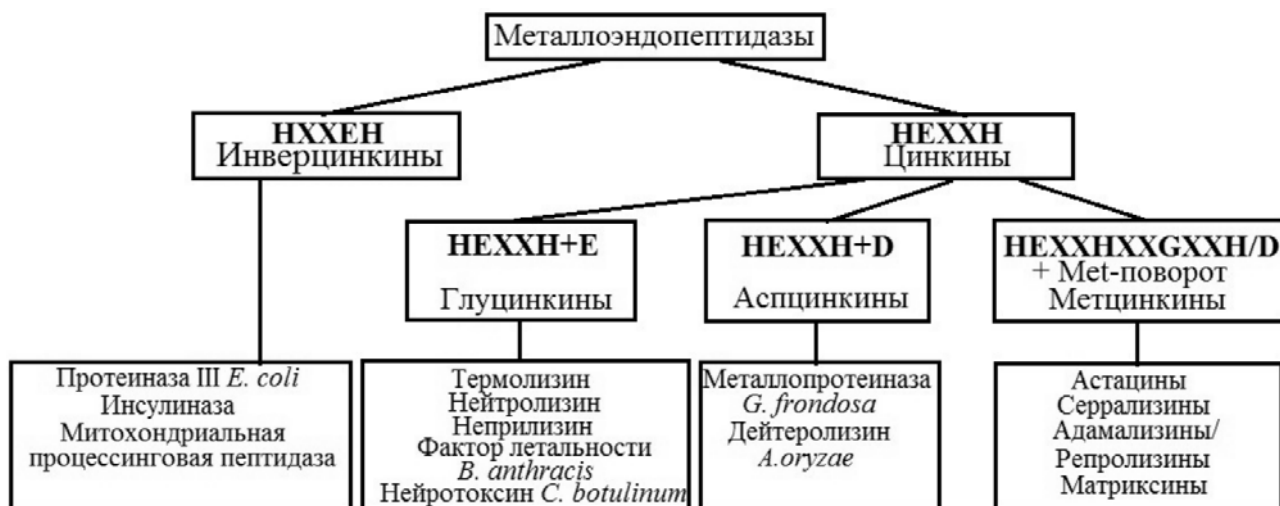 Металлоэндопептидазы
HXXEH
Инверцинкины
HEXXH
Цинкины
HEXXH+E
Глуцинкины
HEXXH+D
Аспцинкины
HEXXHXXGXXH/D
+ Met-поворот
Метцинкины
Протеиназа III E. coli
Инсулиназа
Митохондриальная
процессинговая пептидаза
Термолизин
Нейтролизин
Неприлизин
Фактор летальности
B. anthracis
Нейротоксин C. botulinum
Металлопротеиназа
G. frondosa
Дейтеролизин
A.oryzae
Астацины
Серрализины
Адамализины/
Репролизины
Матриксины